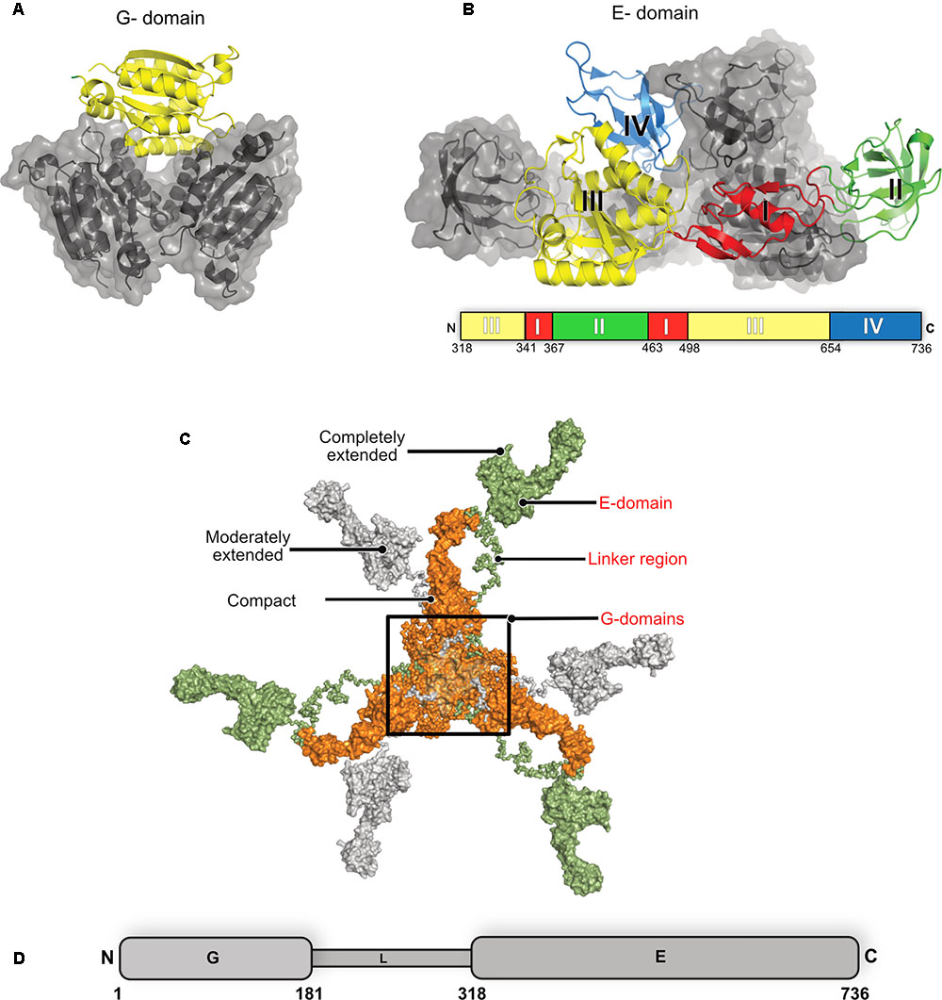 A
G- domain
B
E- domain
IV
III
I
II
N III I II I III IV C
318 341 367 463 498 654 736
C
Completely
extended
E-domain
Moderately
extended
Linker region
Compact
G-domains
D N G L E C
1 181 318 736